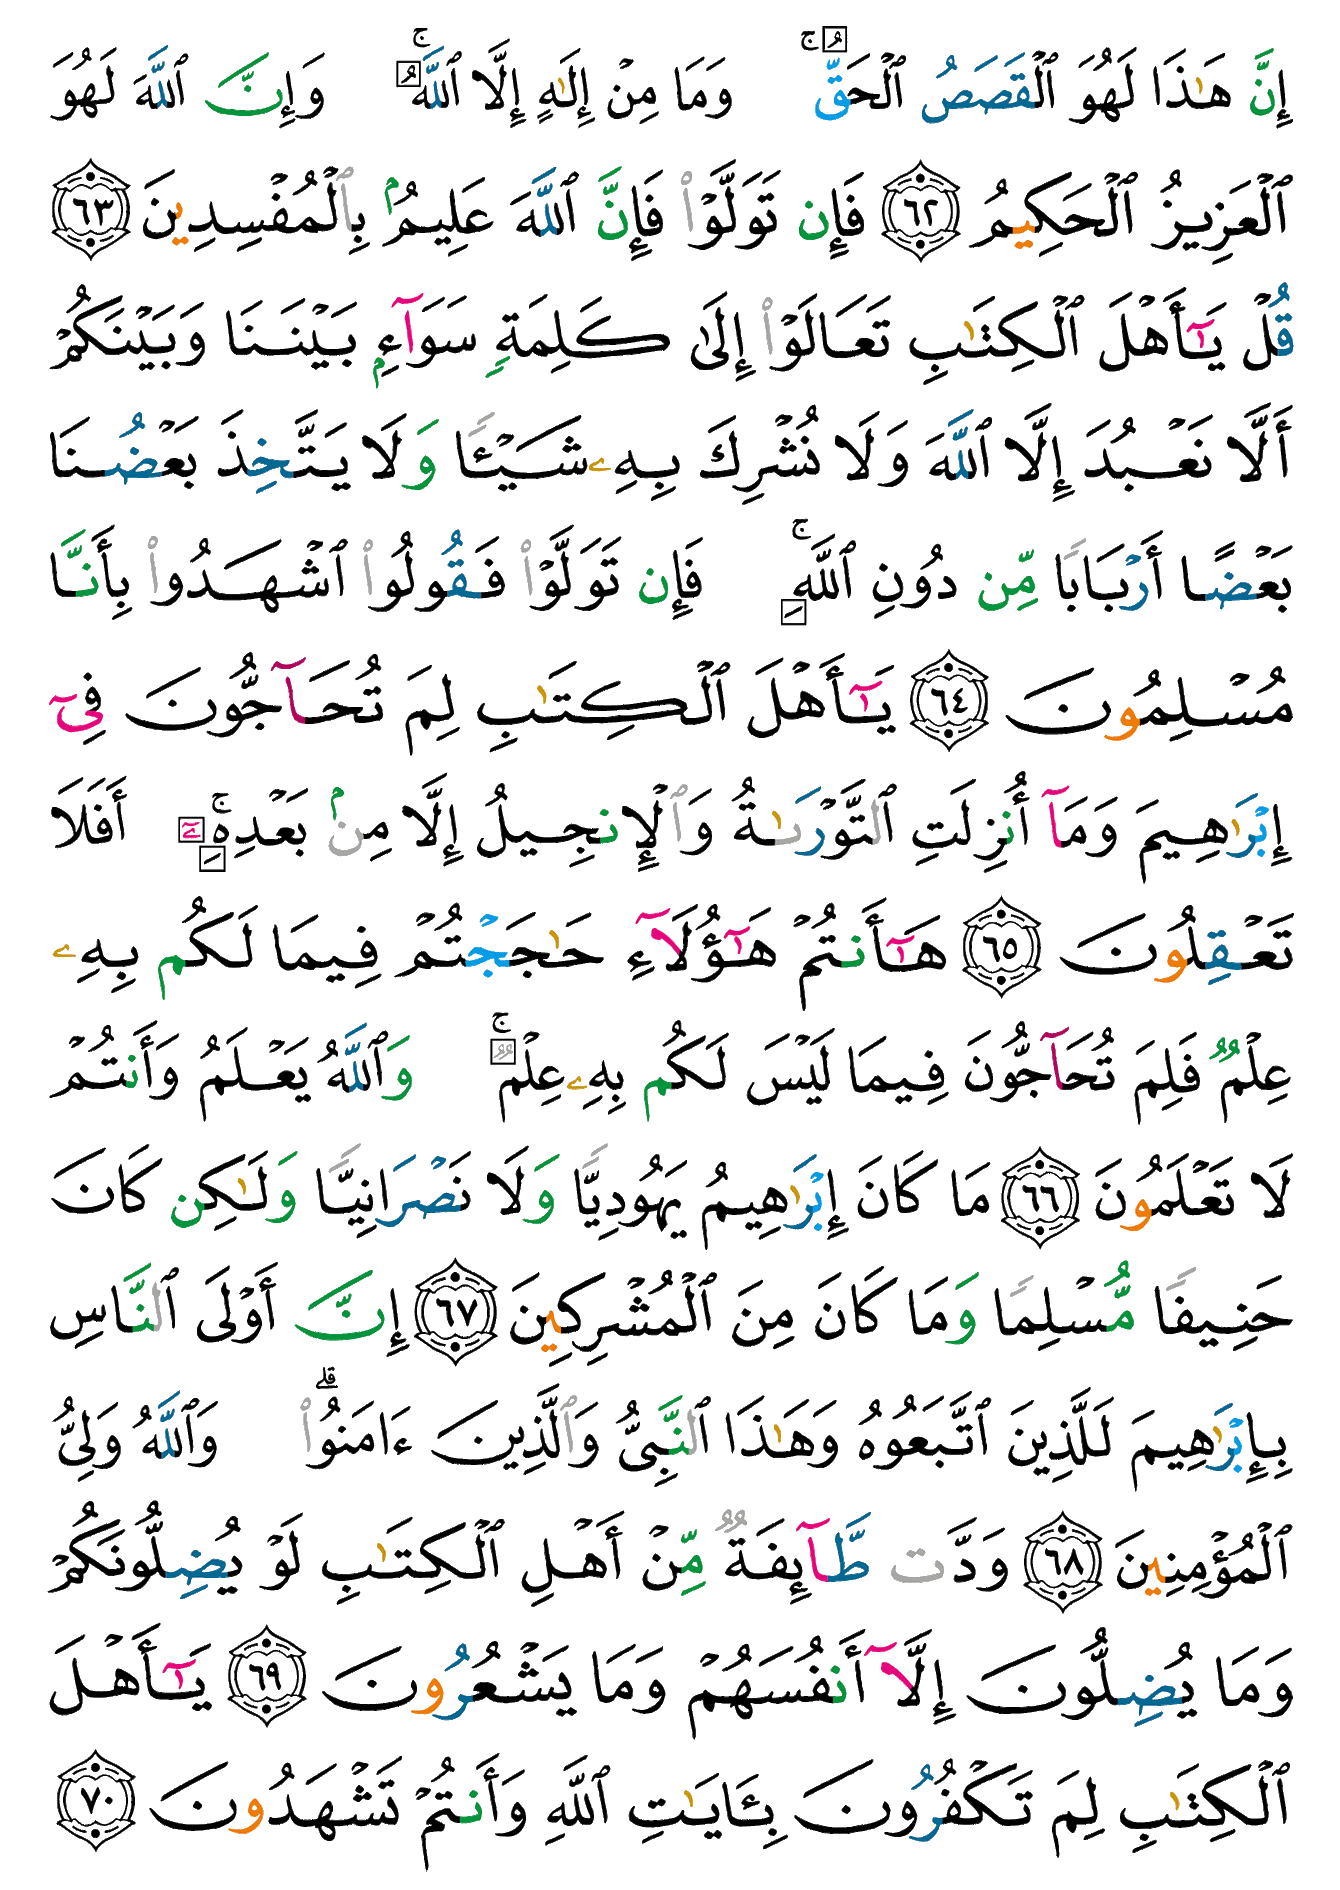 إِنَّ هَـٰذَا لَهُوَ ٱلْقَصَصُ ٱلْحَقُّ ۚ وَمَا مِنْ إِلَـٰهٍ إِلَّا ٱللَّهُ ۚ وَإِنَّ ٱللَّهَ لَهُوَ
ٱلْعَزِيزُ ٱلْحَكِيمُ ٦٢ فَإِن تَوَلَّوْا۟ فَإِنَّ ٱللَّهَ عَلِيمُۢ بِٱلْمُفْسِدِينَ ٦٣
قُلْ يَـٰٓأَهْلَ ٱلْكِتَـٰبِ تَعَالَوْا۟ إِلَىٰ كَلِمَةٍ سَوَآءِۭ بَيْنَنَا وَبَيْنَكُمْ
أَلَّا نَعْبُدَ إِلَّا ٱللَّهَ وَلَا نُشْرِكَ بِهِۦ شَيْـًٔا وَلَا يَتَّخِذَ بَعْضُنَا
بَعْضًا أَرْبَابًا مِّن دُونِ ٱللَّهِ ۚ فَإِن تَوَلَّوْا۟ فَقُولُوا۟ ٱشْهَدُوا۟ بِأَنَّا
مُسْلِمُونَ ٦٤ يَـٰٓأَهْلَ ٱلْكِتَـٰبِ لِمَ تُحَآجُّونَ فِىٓ
إِبْرَٰهِيمَ وَمَآ أُنزِلَتِ ٱلتَّوْرَىٰةُ وَٱلْإِنجِيلُ إِلَّا مِنۢ بَعْدِهِۦٓ ۚ أَفَلَا
تَعْقِلُونَ ٦٥ هَـٰٓأَنتُمْ هَـٰٓؤُلَآءِ حَـٰجَجْتُمْ فِيمَا لَكُم بِهِۦ
عِلْمٌ فَلِمَ تُحَآجُّونَ فِيمَا لَيْسَ لَكُم بِهِۦ عِلْمٌ ۚ وَٱللَّهُ يَعْلَمُ وَأَنتُمْ
لَا تَعْلَمُونَ ٦٦ مَا كَانَ إِبْرَٰهِيمُ يَهُودِيًّا وَلَا نَصْرَانِيًّا وَلَـٰكِن كَانَ
حَنِيفًا مُّسْلِمًا وَمَا كَانَ مِنَ ٱلْمُشْرِكِينَ ٦٧ إِنَّ أَوْلَى ٱلنَّاسِ
بِإِبْرَٰهِيمَ لَلَّذِينَ ٱتَّبَعُوهُ وَهَـٰذَا ٱلنَّبِىُّ وَٱلَّذِينَ ءَامَنُوا۟ ۗ وَٱللَّهُ وَلِىُّ
ٱلْمُؤْمِنِينَ ٦٨ وَدَّت طَّآئِفَةٌ مِّنْ أَهْلِ ٱلْكِتَـٰبِ لَوْ يُضِلُّونَكُمْ
وَمَا يُضِلُّونَ إِلَّآ أَنفُسَهُمْ وَمَا يَشْعُرُونَ ٦٩ يَـٰٓأَهْلَ
ٱلْكِتَـٰبِ لِمَ تَكْفُرُونَ بِـَٔايَـٰتِ ٱللَّهِ وَأَنتُمْ تَشْهَدُونَ ٧٠